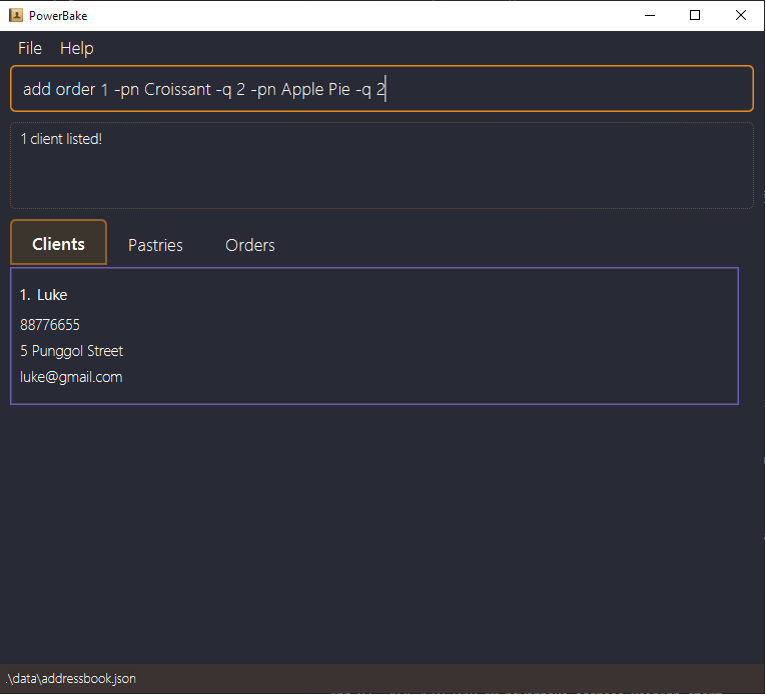 PowerBake
File Help
add order 1 -pn Croissant -q 2 -pn Apple Pie -q 2
1 client listed!
Clients Pastries Orders
1. Luke
88776655
5 Punggol Street
luke@gmail.com
.\data\addressbook.json